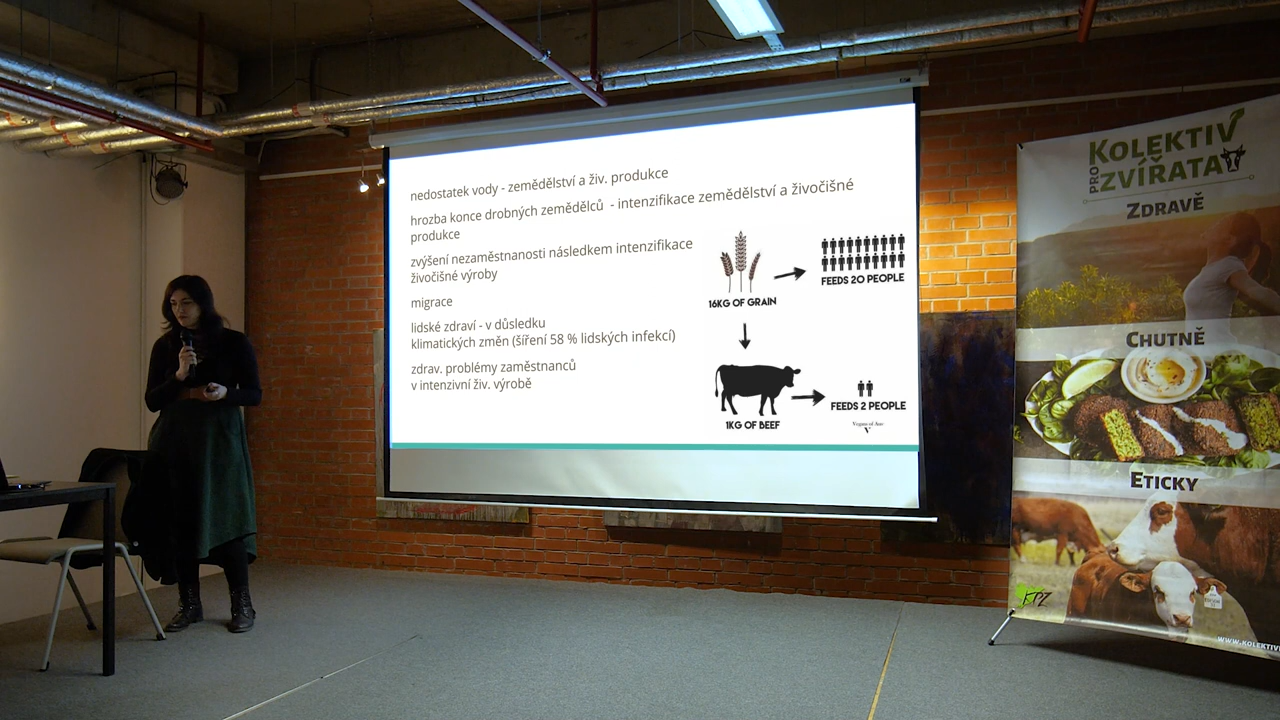 nedostatek vody - zemědělství a živ. produkce
hrozba konce drobných zemědělců - intenzifikace zemědělství a živočišné
produkce
zvýšení nezaměstnanosti následkem intenzifikace
živočišné výroby
migrace
lidské zdraví - v důsledku
klimatických změn (šíření 58 % lidských infekcí)
zdrav. problémy zaměstnanců
v intenzivní živ. výrobě
16KG OF GRAIN
FEEDS 20 PEOPLE
1KG OF BEEF
FEEDS 2 PEOPLE
KOLEKTIV
PRO
ZVÍŘATA
ZDRAVĚ
CHUTNĚ
ETICKY
KPZ